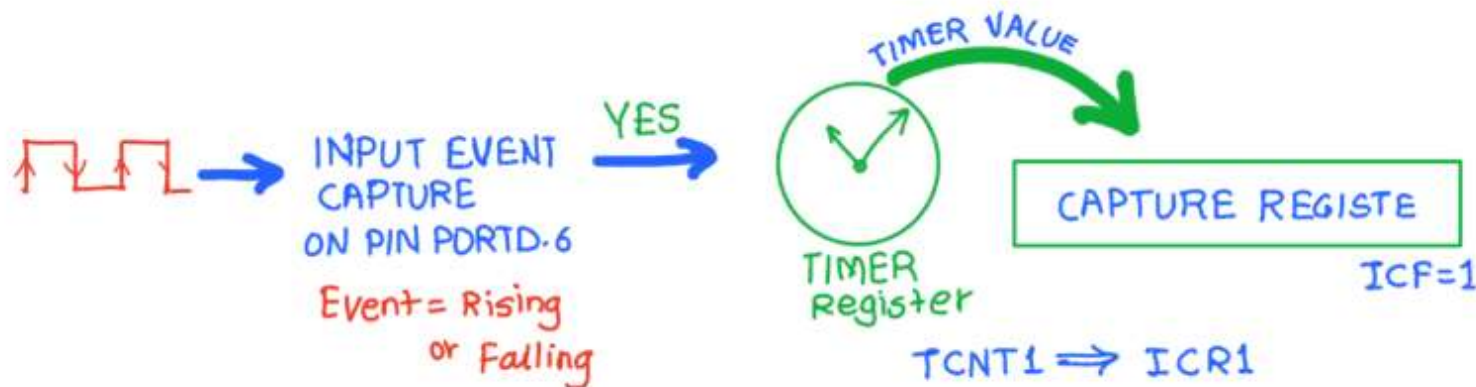 INPUT EVENT
CAPTURE
ON PIN PORTD.6
Event = Rising
or Falling
YES
TIMER VALUE
TIMER
Register
CAPTURE REGISTE
ICF=1
TCNT1 ⇒ ICR1